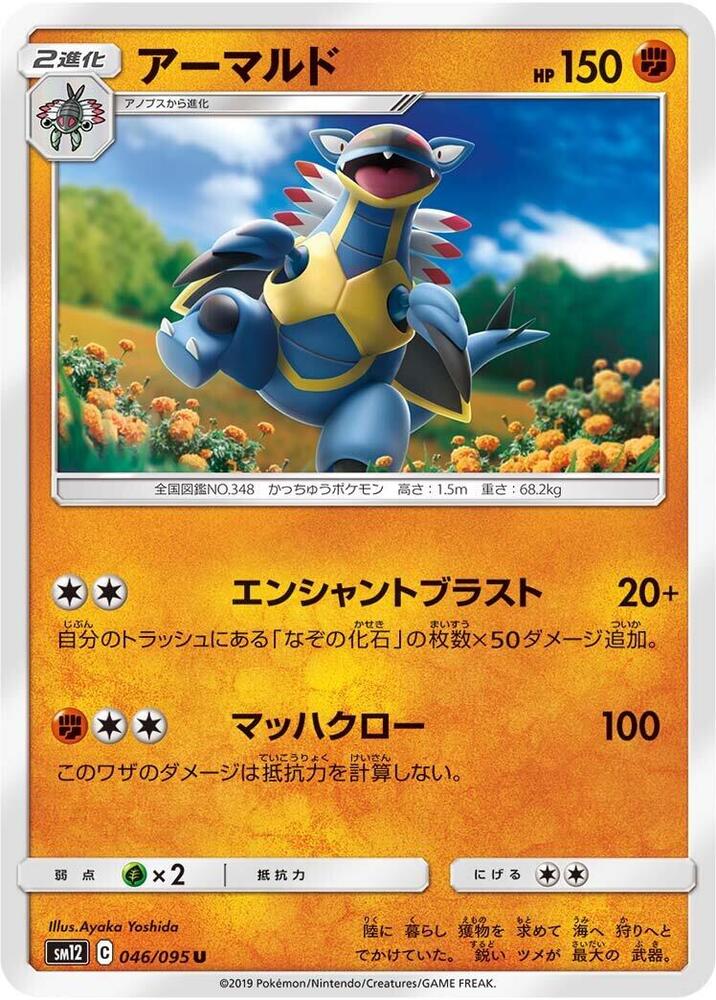 2進化 アーマルド HP 150
アノプスから進化
全国図鑑NO.348 かっちゅうポケモン 高さ：1.5m 重さ：68.2kg
エンシャントブラスト 20+
自分のトラッシュにある「なぞの化石」の枚数×50ダメージ追加。
マッハクロー 100
このワザのダメージは抵抗力を計算しない。
弱点 ×2 抵抗力 にげる
Illus.Ayaka Yoshida
陸に 暮らし 獲物を 求めて 海へ 狩りへと
でかけていた。 鋭い ツメが 最大の 武器。
SM12 C 046/095 U
©2019 Pokémon/Nintendo/Creatures/GAME FREAK.